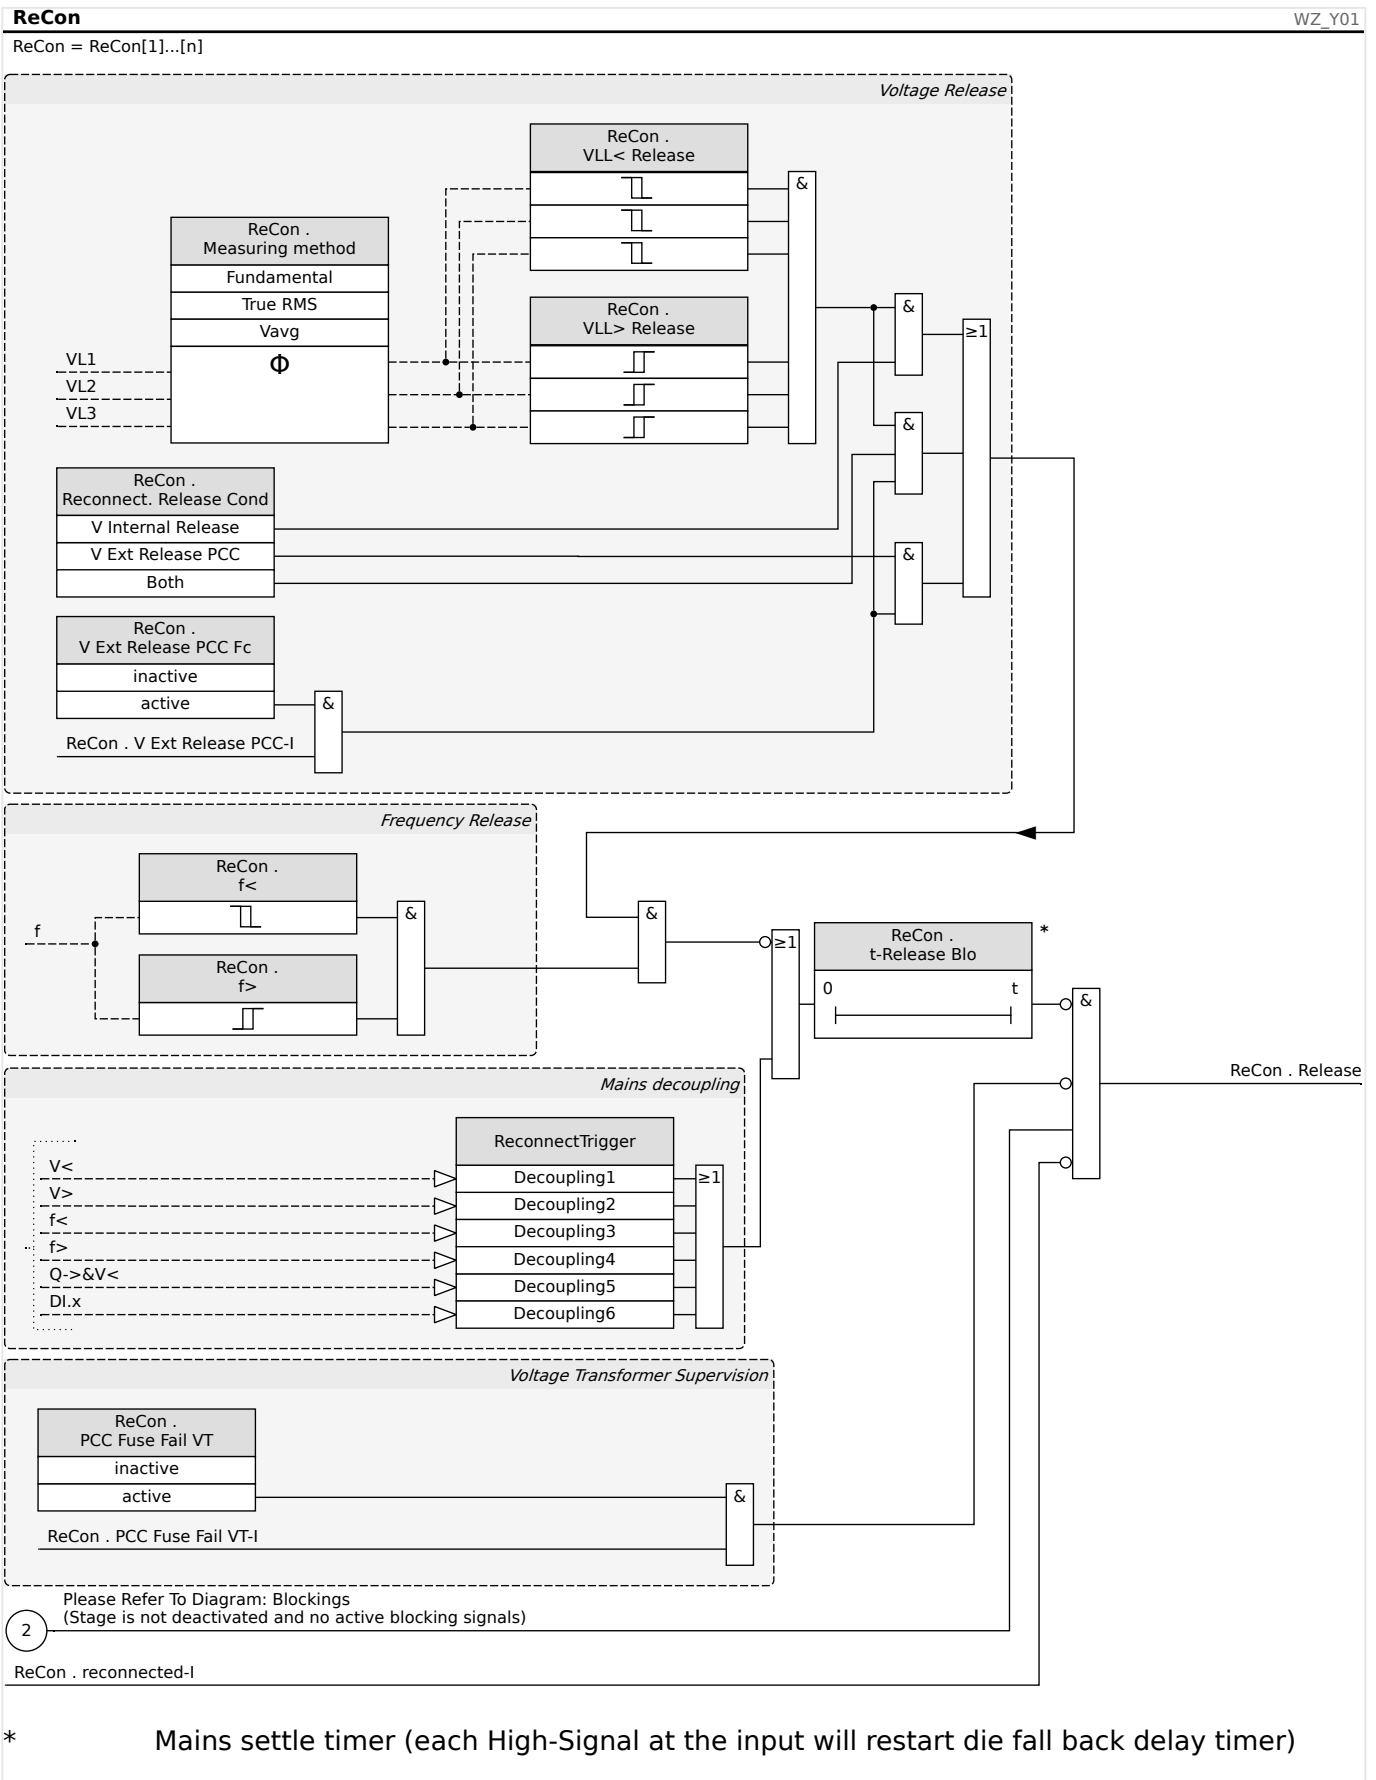 ReCon
WZ_Y01
ReCon = ReCon[1]...[n]
Voltage Release
ReCon .
VLL< Release
&
ReCon .
Measuring method
Fundamental
True RMS
Vavg
Φ
VL1
VL2
VL3
ReCon .
VLL> Release
&
≥1
&
ReCon .
Reconnect. Release Cond
V Internal Release
V Ext Release PCC
Both
&
ReCon .
V Ext Release PCC Fc
inactive
active
&
ReCon . V Ext Release PCC-I
Frequency Release
ReCon .
f<
f
&
ReCon .
f>
&
≥1
ReCon .
t-Release Blo
*
0
t
&
ReCon . Release
Mains decoupling
ReconnectTrigger
V<
Decoupling1
≥1
V>
Decoupling2
f<
Decoupling3
f>
Decoupling4
Q->&V<
Decoupling5
DI.x
Decoupling6
Voltage Transformer Supervision
ReCon .
PCC Fuse Fail VT
inactive
active
&
ReCon . PCC Fuse Fail VT-I
Please Refer To Diagram: Blockings
(Stage is not deactivated and no active blocking signals)
2
ReCon . reconnected-I
* Mains settle timer (each High-Signal at the input will restart die fall back delay timer)